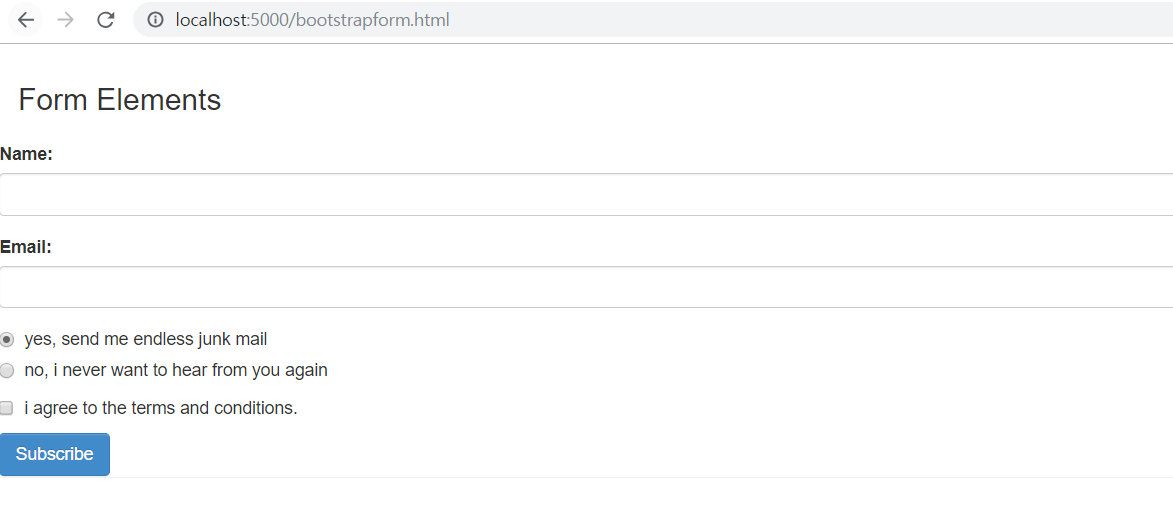 localhost:5000/bootstrapform.html
Form Elements
Name:
Email:
yes, send me endless junk mail
no, i never want to hear from you again
i agree to the terms and conditions.
Subscribe